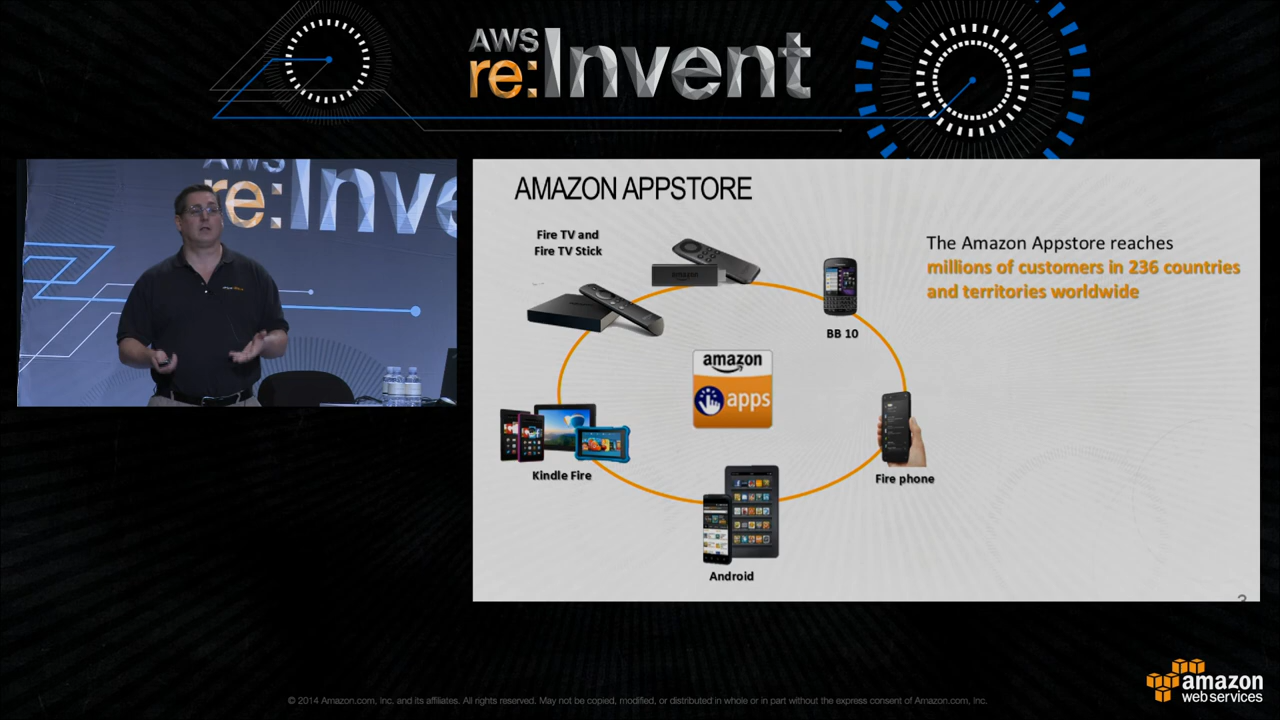 AWS
re:Invent
AWS
re:Inve
AMAZON APPSTORE
Fire TV and
Fire TV Stick
BB 10
The Amazon Appstore reaches
millions of customers in 236 countries
and territories worldwide
amazon
apps
Kindle Fire
Fire phone
Android
3
© 2014 Amazon.com, Inc. and its affiliates. All rights reserved. May not be copied, modified, or distributed in whole or in part without the express consent of Amazon.com, Inc.
amazon
web services